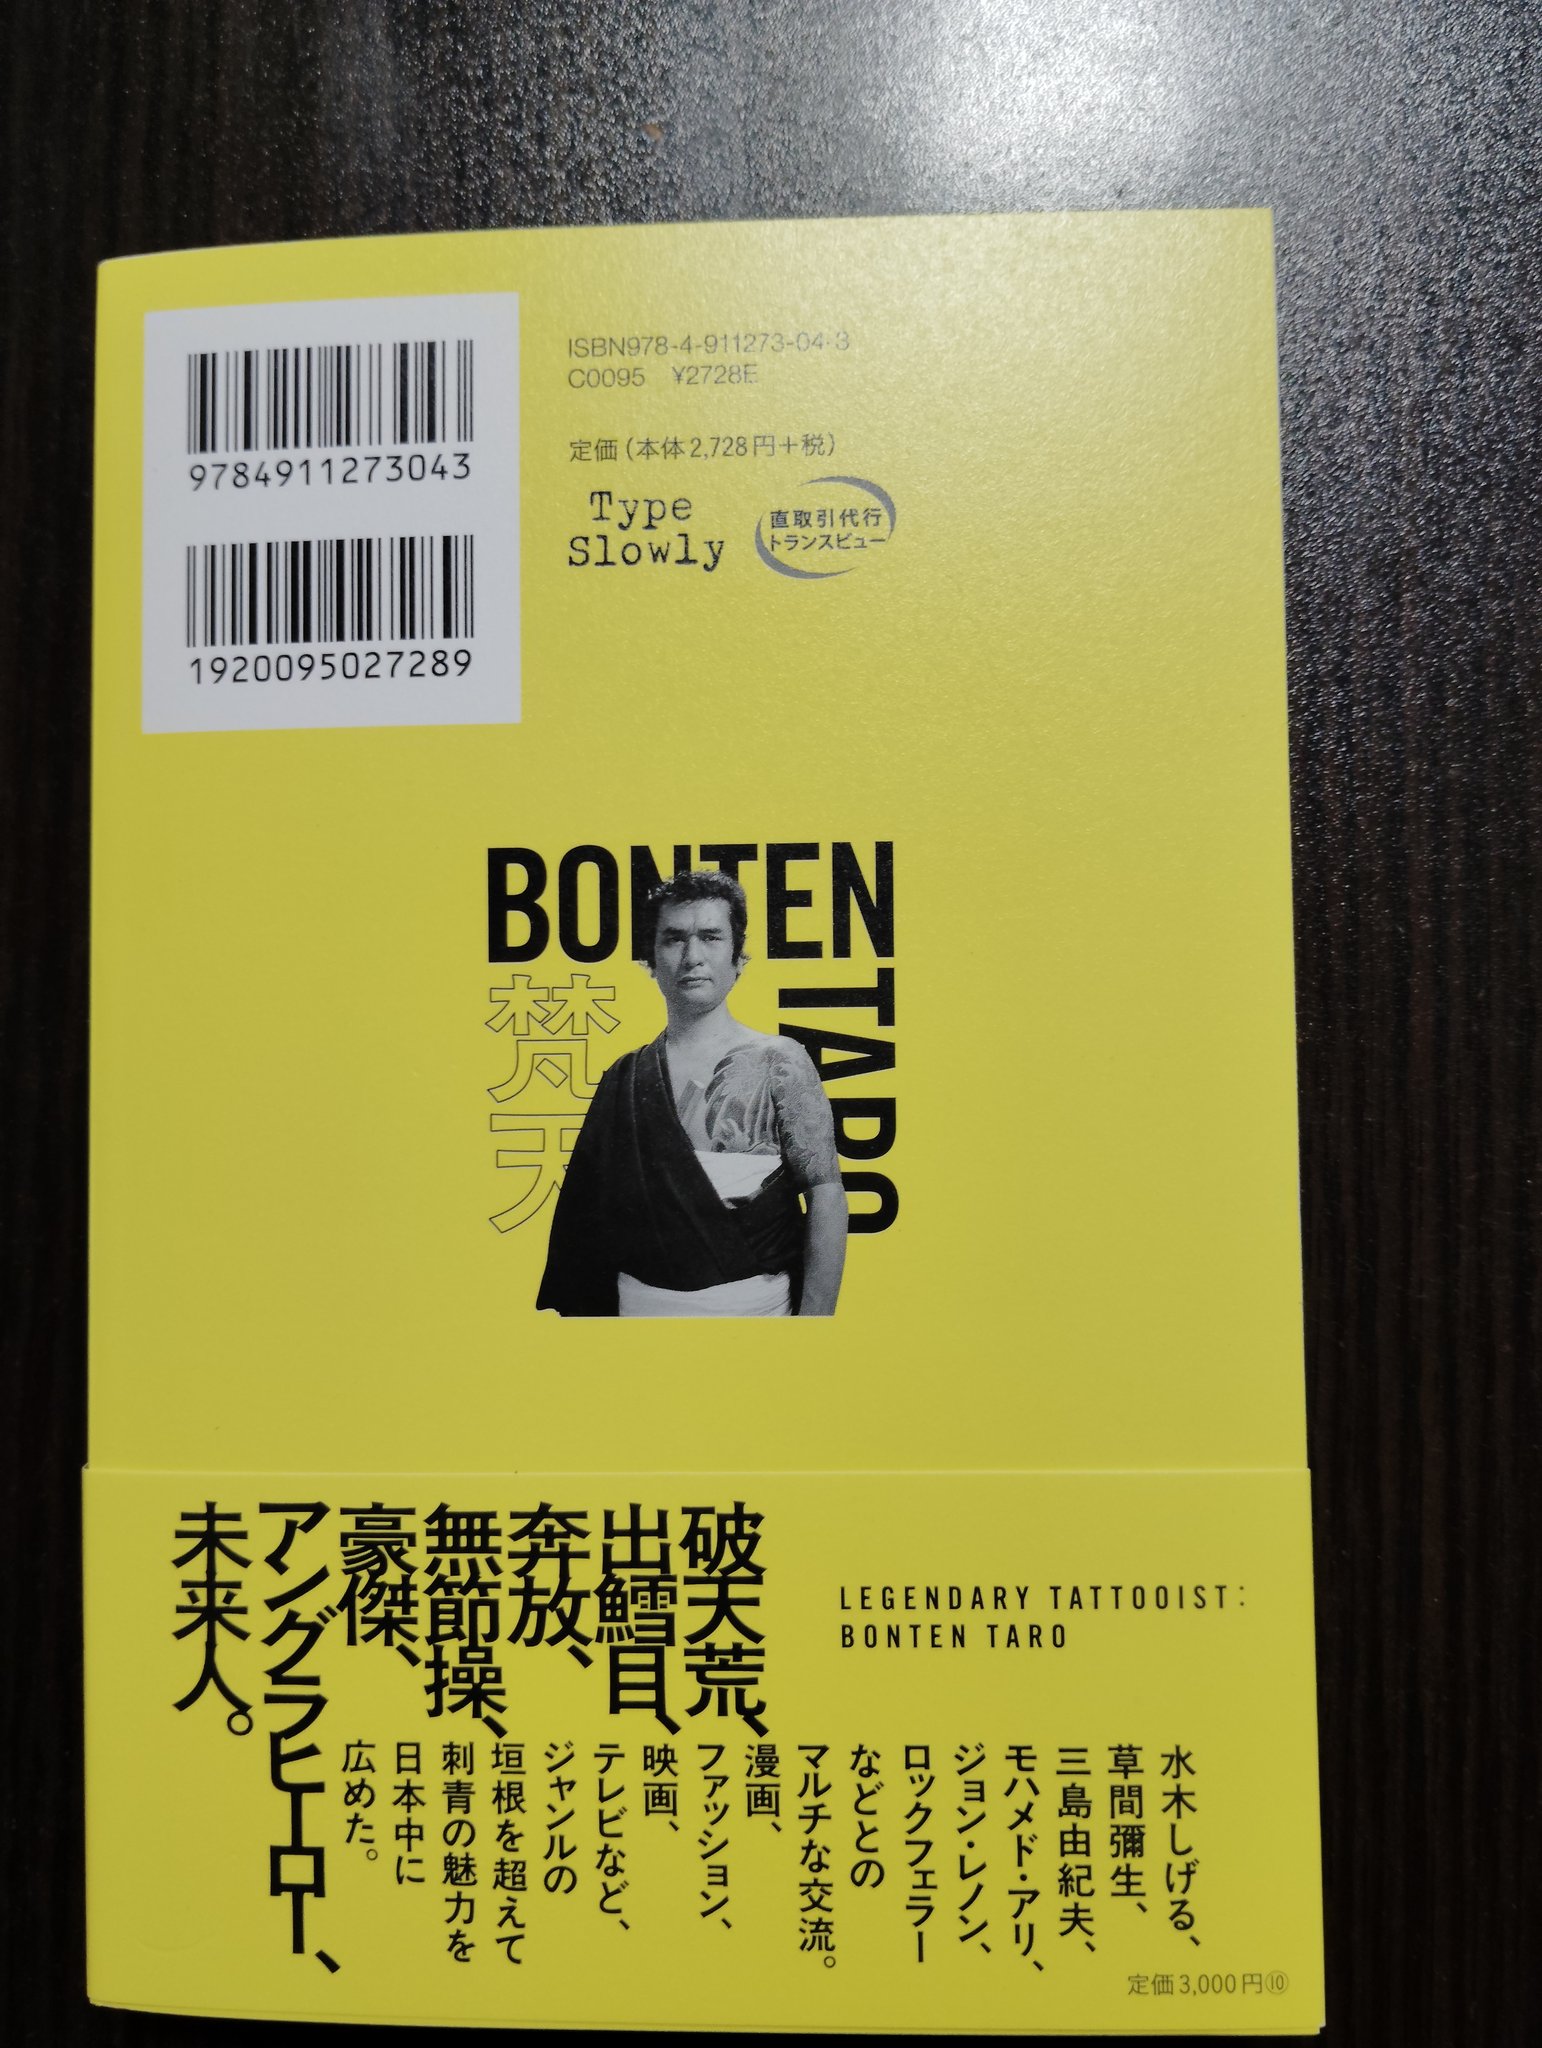 9784911273043
1920095027289
ISBN978-4-911273-04-3
C0095 ¥2728E
定価(本体2,728円+税)
Type
Slowly
直取引代行
トランスビュー
BONTEN
TARO
梵天
LEGENDARY TATTOOIST:
BONTEN TARO
破天荒、
出鱈目、
奔放、
無節操、
豪傑、
アングラヒーロー、
未来人。
水木しげる、
草間彌生、
三島由紀夫、
モハメド・アリ、
ジョン・レノン、
ロックフェラー
などとの
マルチな交流。
漫画、
ファッション、
映画、
テレビなど、
ジャンルの
垣根を超えて
刺青の魅力を
日本中に
広めた。
定価3,000円⑩